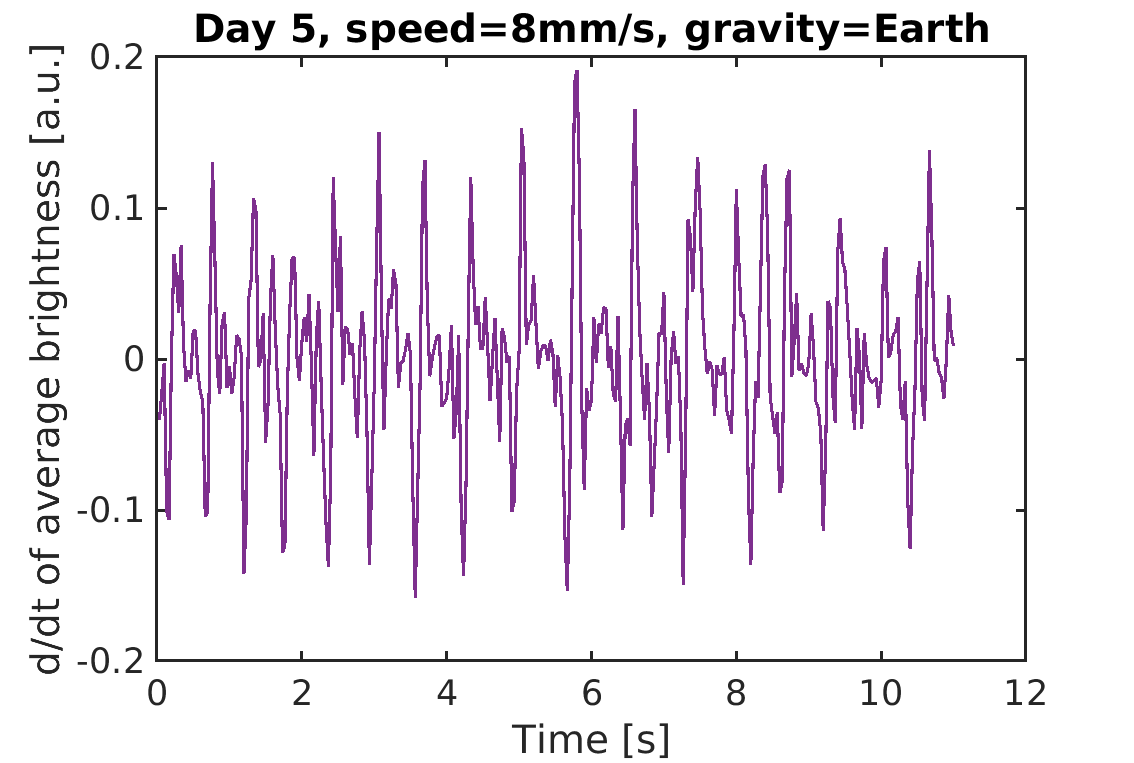 Day 5, speed=8mm/s, gravity=Earth
d/dt of average brightness [a.u.]
0.2
0.1
0
-0.1
-0.2
0 2 4 6 8 10 12
Time [s]